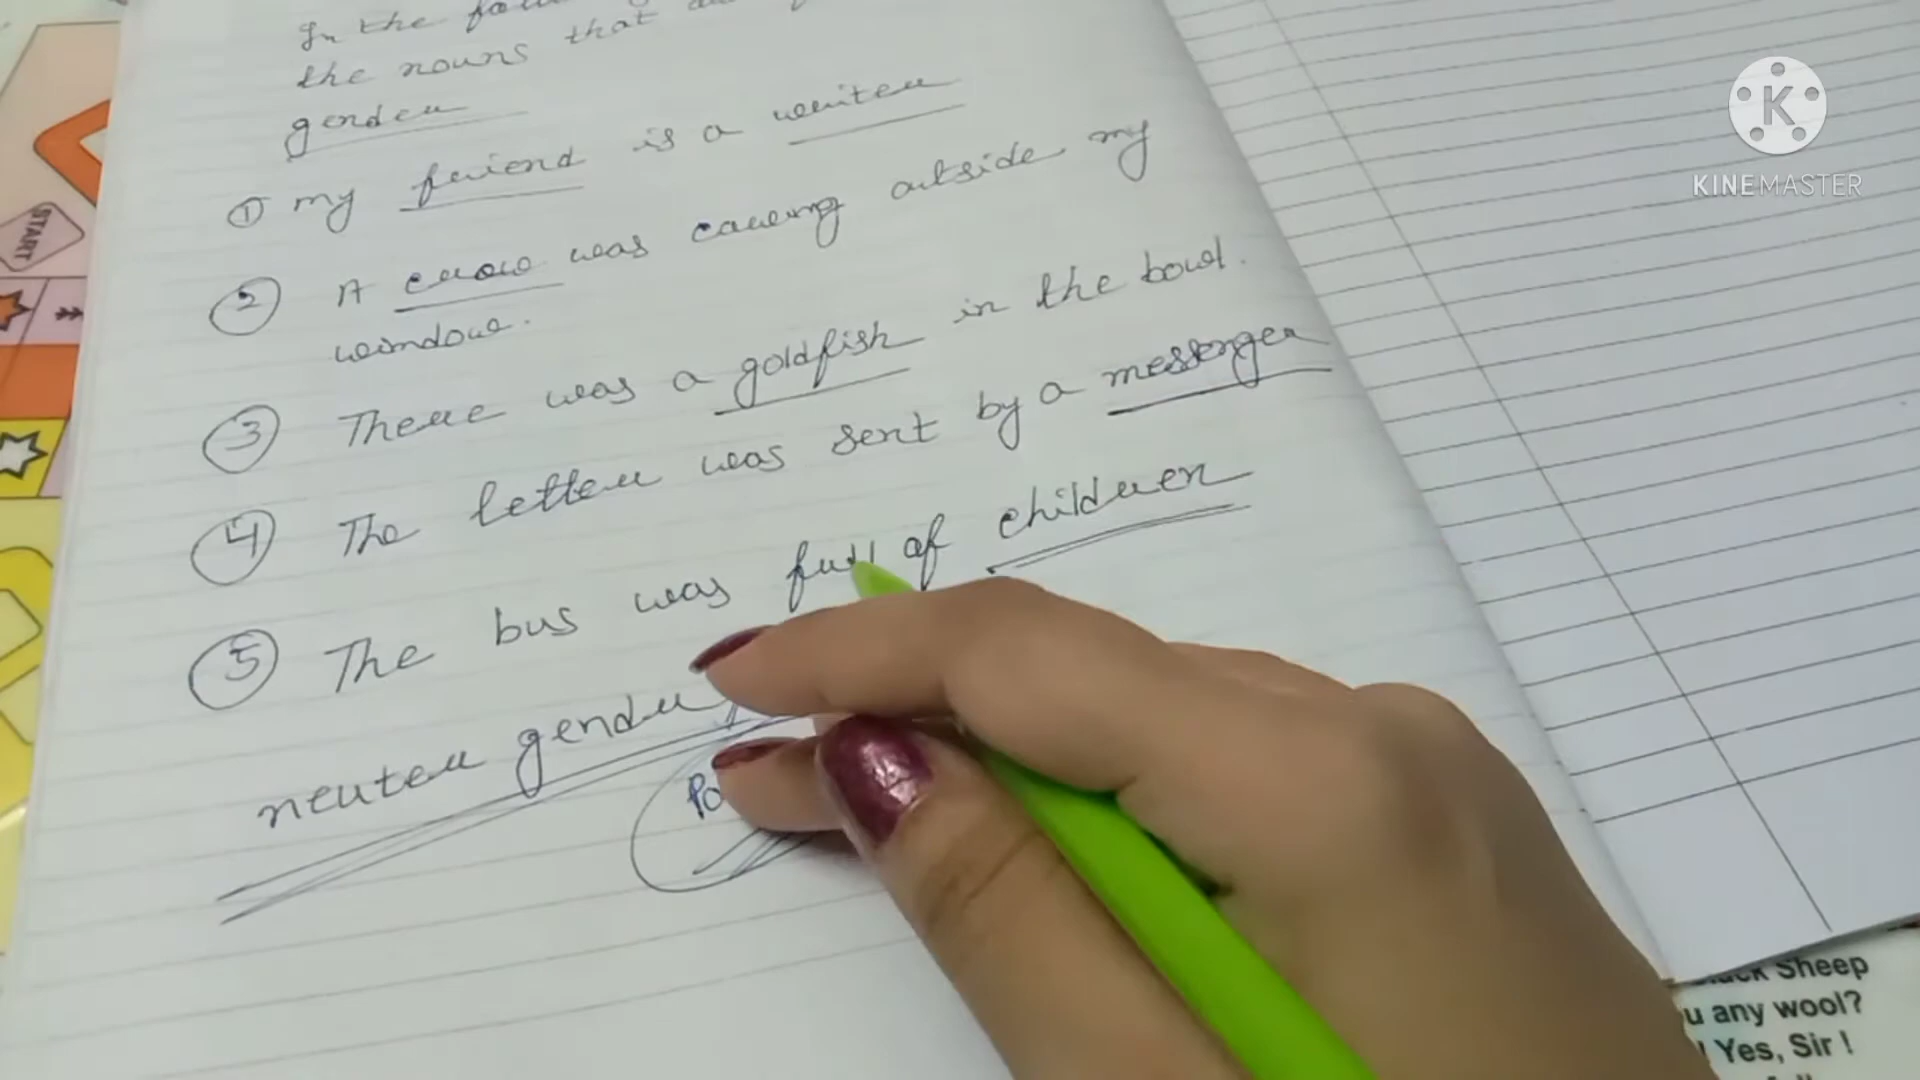 In the
the nouns that
gender
① my friend is a writer
② A crow was cawing outside my
window.
③ There was a goldfish in the bowl.
④ The letter was sent by a messenger
⑤ The bus was full of children
neuter gender
KINEMASTER
START
Sheep
any wool?
Yes, Sir !